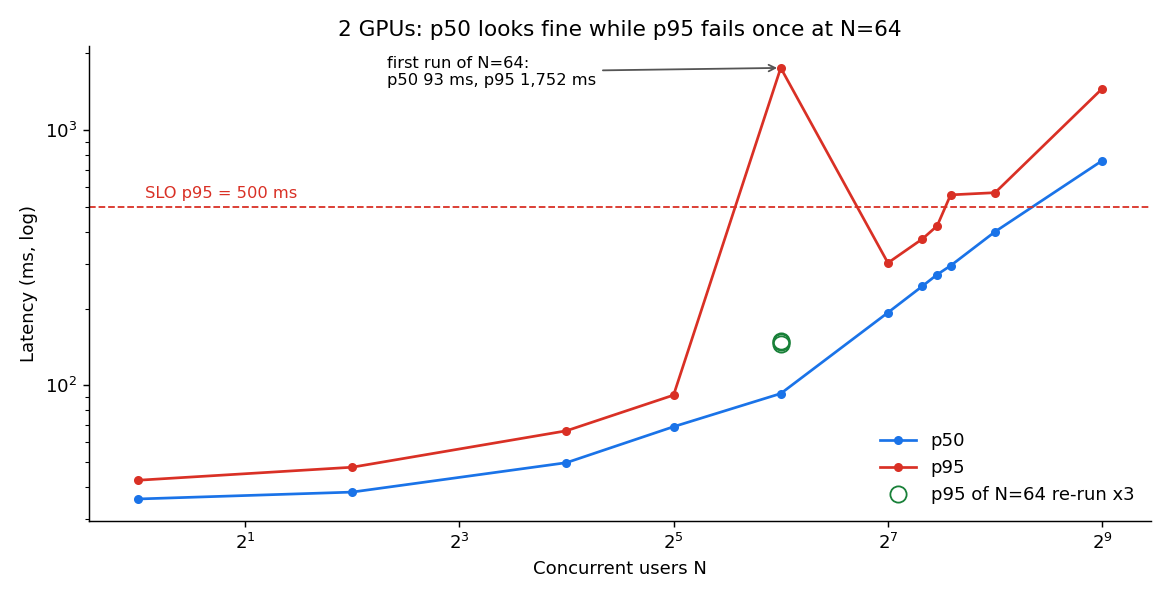 2 GPUs: p50 looks fine while p95 fails once at N=64
first run of N=64:
p50 93 ms, p95 1,752 ms
SLO p95 = 500 ms
Latency (ms, log)
10³
10²
p50
p95
p95 of N=64 re-run x3
2¹ 2³ 2⁵ 2⁷ 2⁹
Concurrent users N